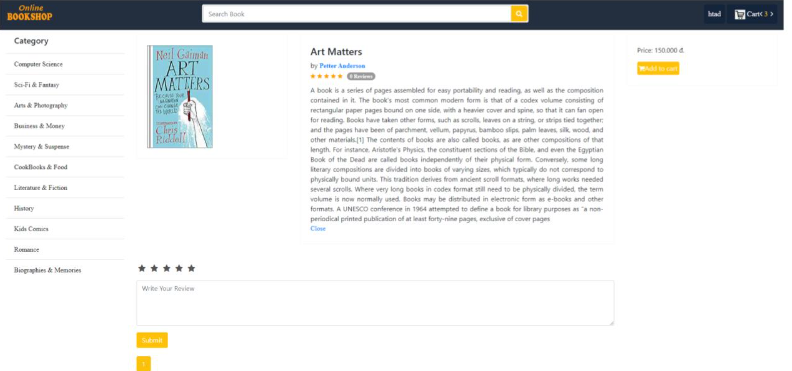 Online
BOOKSHOP
Search Book
htad
Cart< 3 >
Category
Computer Science
Sci-Fi & Fantasy
Arts & Photography
Business & Money
Mystery & Suspense
CookBooks & Food
Literature & Fiction
History
Kids Comics
Romance
Biographies & Memories
Neil Gaiman
ART
MATTERS
Chris
Riddell
Art Matters
by Petter Anderson
0 Reviews
A book is a series of pages assembled for easy portability and reading, as well as the composition
contained in it. The book's most common modern form is that of a codex volume consisting of
rectangular paper pages bound on one side, with a heavier cover and spine, so that it can fan open
for reading. Books have taken other forms, such as scrolls, leaves on a string, or strips tied together;
and the pages have been of parchment, vellum, papyrus, bamboo slips, palm leaves, silk, wood, and
other materials.[1] The contents of books are also called books, as are other compositions of that
length. For instance, Aristotle's Physics, the constituent sections of the Bible, and even the Egyptian
Book of the Dead are called books independently of their physical form. Conversely, some long
literary compositions are divided into books of varying sizes, which typically do not correspond to
physically bound units. This tradition derives from ancient scroll formats, where long works needed
several scrolls. Where very long books in codex format still need to be physically divided, the term
volume is now normally used. Books may be distributed in electronic form as e-books and other
formats. A UNESCO conference in 1964 attempted to define a book for library purposes as "a non-
periodical printed publication of at least forty-nine pages, exclusive of cover pages
Close
Price: 150.000 đ.
Add to cart
Write Your Review
Submit
1